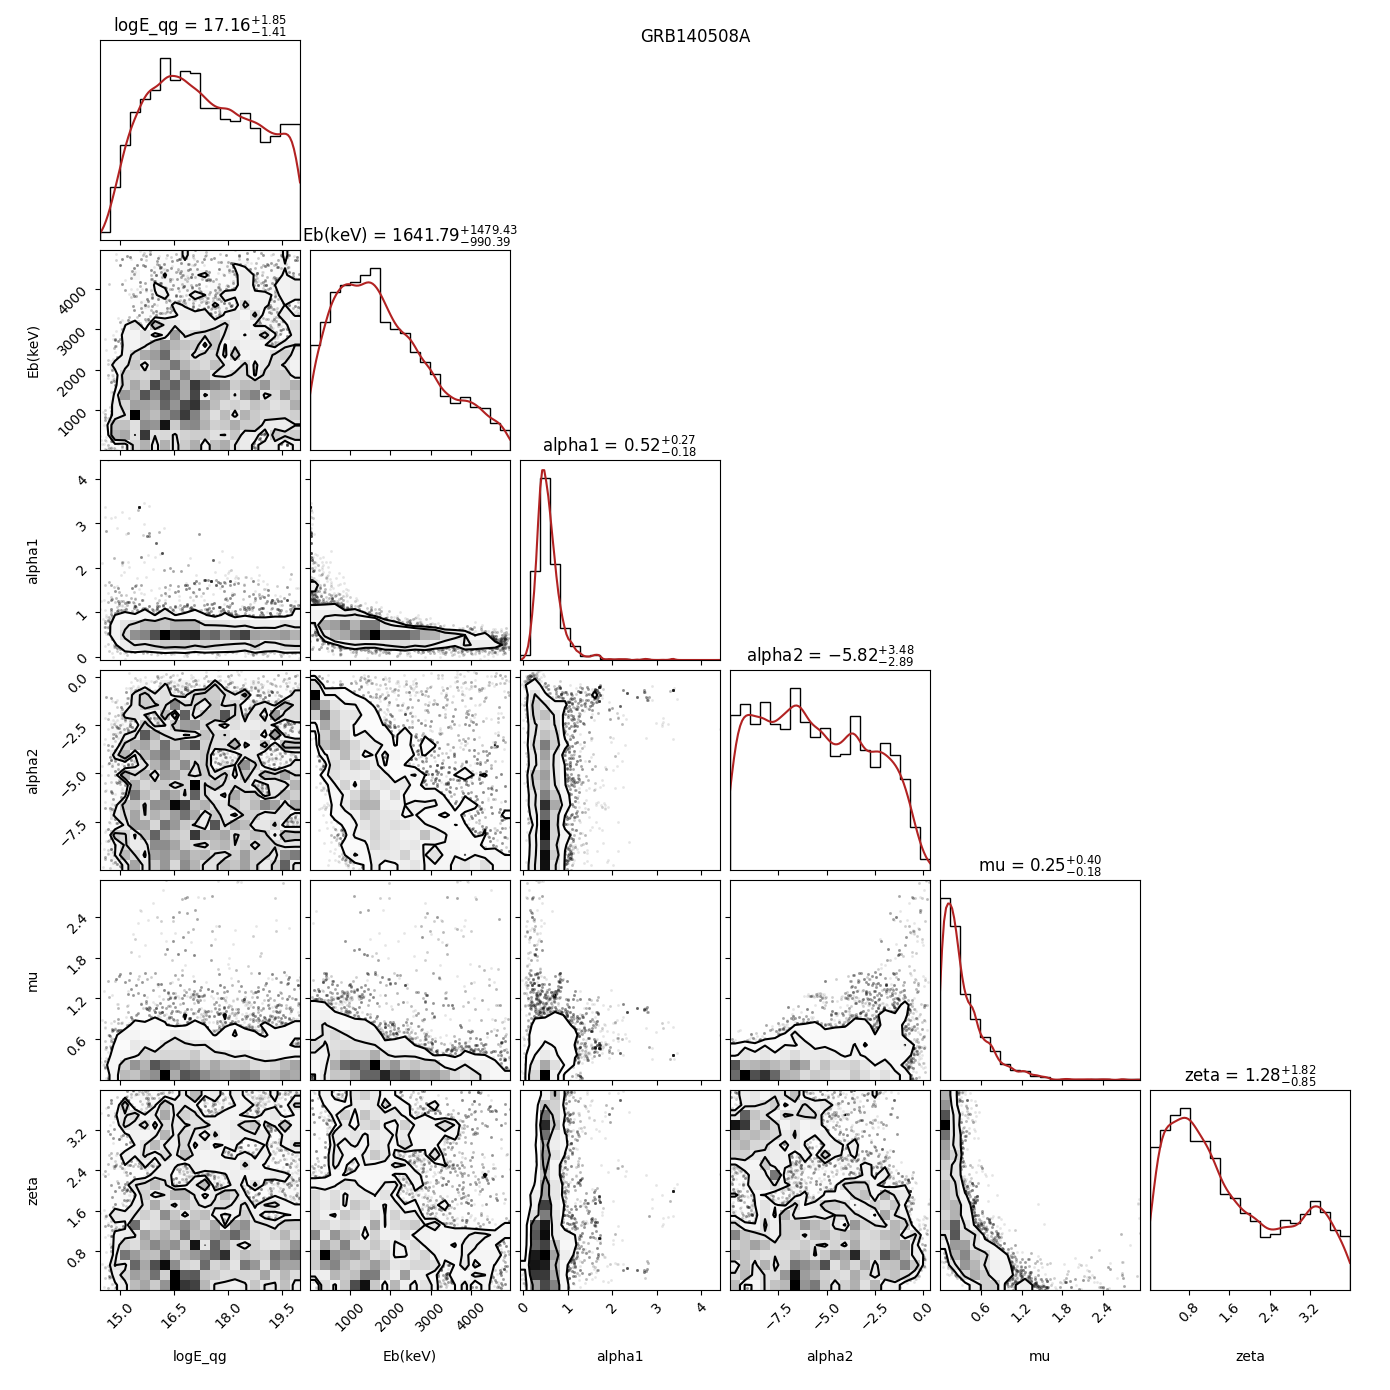 GRB140508A
logE_qg = 17.16+1.85 −1.41
Eb(keV) = 1641.79+1479.43 −990.39
Eb(keV)
4000
3000
2000
1000
alpha1 = 0.52+0.27 −0.18
alpha1
4
3
2
1
0
alpha2 = −5.82+3.48 −2.89
alpha2
0.0
−2.5
−5.0
−7.5
mu = 0.25+0.40 −0.18
mu
2.4
1.8
1.2
0.6
zeta = 1.28+1.82 −0.85
zeta
3.2
2.4
1.6
0.8
15.0 16.5 18.0 19.5 1000 2000 3000 4000 0 1 2 3 4 −7.5 −5.0 −2.5 0.0 0.6 1.2 1.8 2.4 0.8 1.6 2.4 3.2
logE_qg Eb(keV) alpha1 alpha2 mu zeta